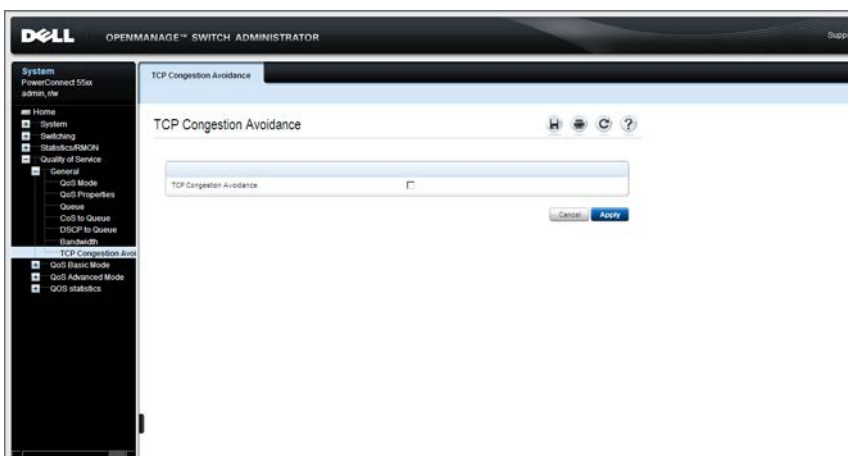 DELL OPENMANAGE™ SWITCH ADMINISTRATOR
System
PowerConnect 55xx
admin, r/w
Home
System
Switching
Statistics/RMON
Quality of Service
General
QoS Mode
QoS Properties
Queue
CoS to Queue
DSCP to Queue
Bandwidth
TCP Congestion Avoi
QoS Basic Mode
QoS Advanced Mode
QOS statistics
Supp
TCP Congestion Avoidance
TCP Congestion Avoidance
TCP Congestion Avoidance
Cancel Apply